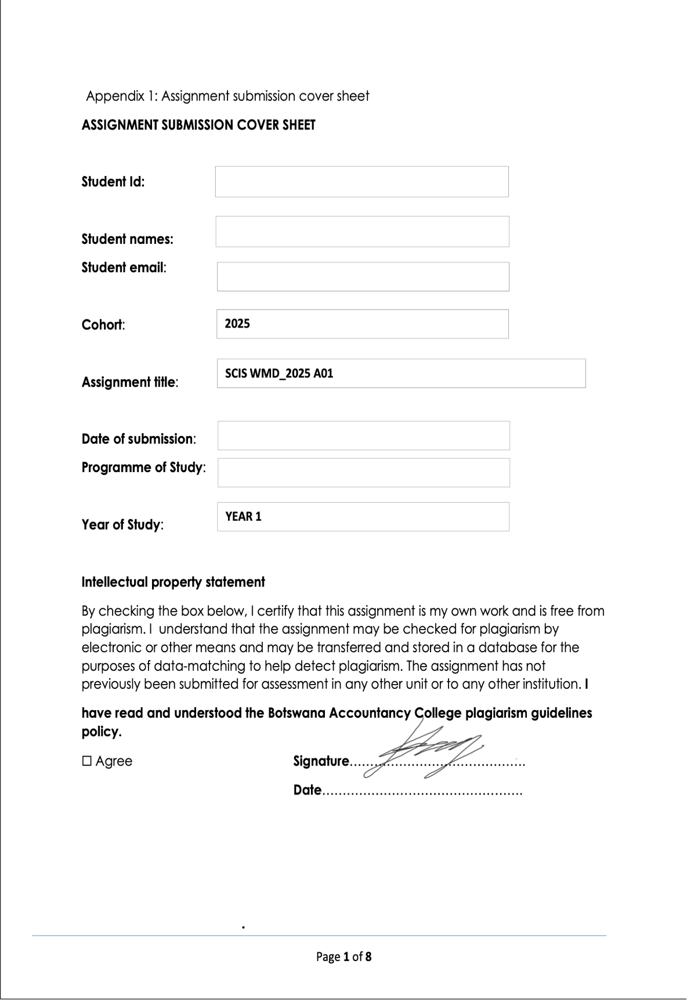 Appendix 1: Assignment submission cover sheet
ASSIGNMENT SUBMISSION COVER SHEET
Student Id:
Student names:
Student email:
Cohort: 2025
Assignment title: SCIS WMD_2025 A01
Date of submission:
Programme of Study:
Year of Study: YEAR 1
Intellectual property statement
By checking the box below, I certify that this assignment is my own work and is free from
plagiarism. I  understand that the assignment may be checked for plagiarism by
electronic or other means and may be transferred and stored in a database for the
purposes of data-matching to help detect plagiarism. The assignment has not
previously been submitted for assessment in any other unit or to any other institution. I
have read and understood the Botswana Accountancy College plagiarism guidelines
policy.
☐ Agree Signature.............................................
Date.................................................
.
Page 1 of 8